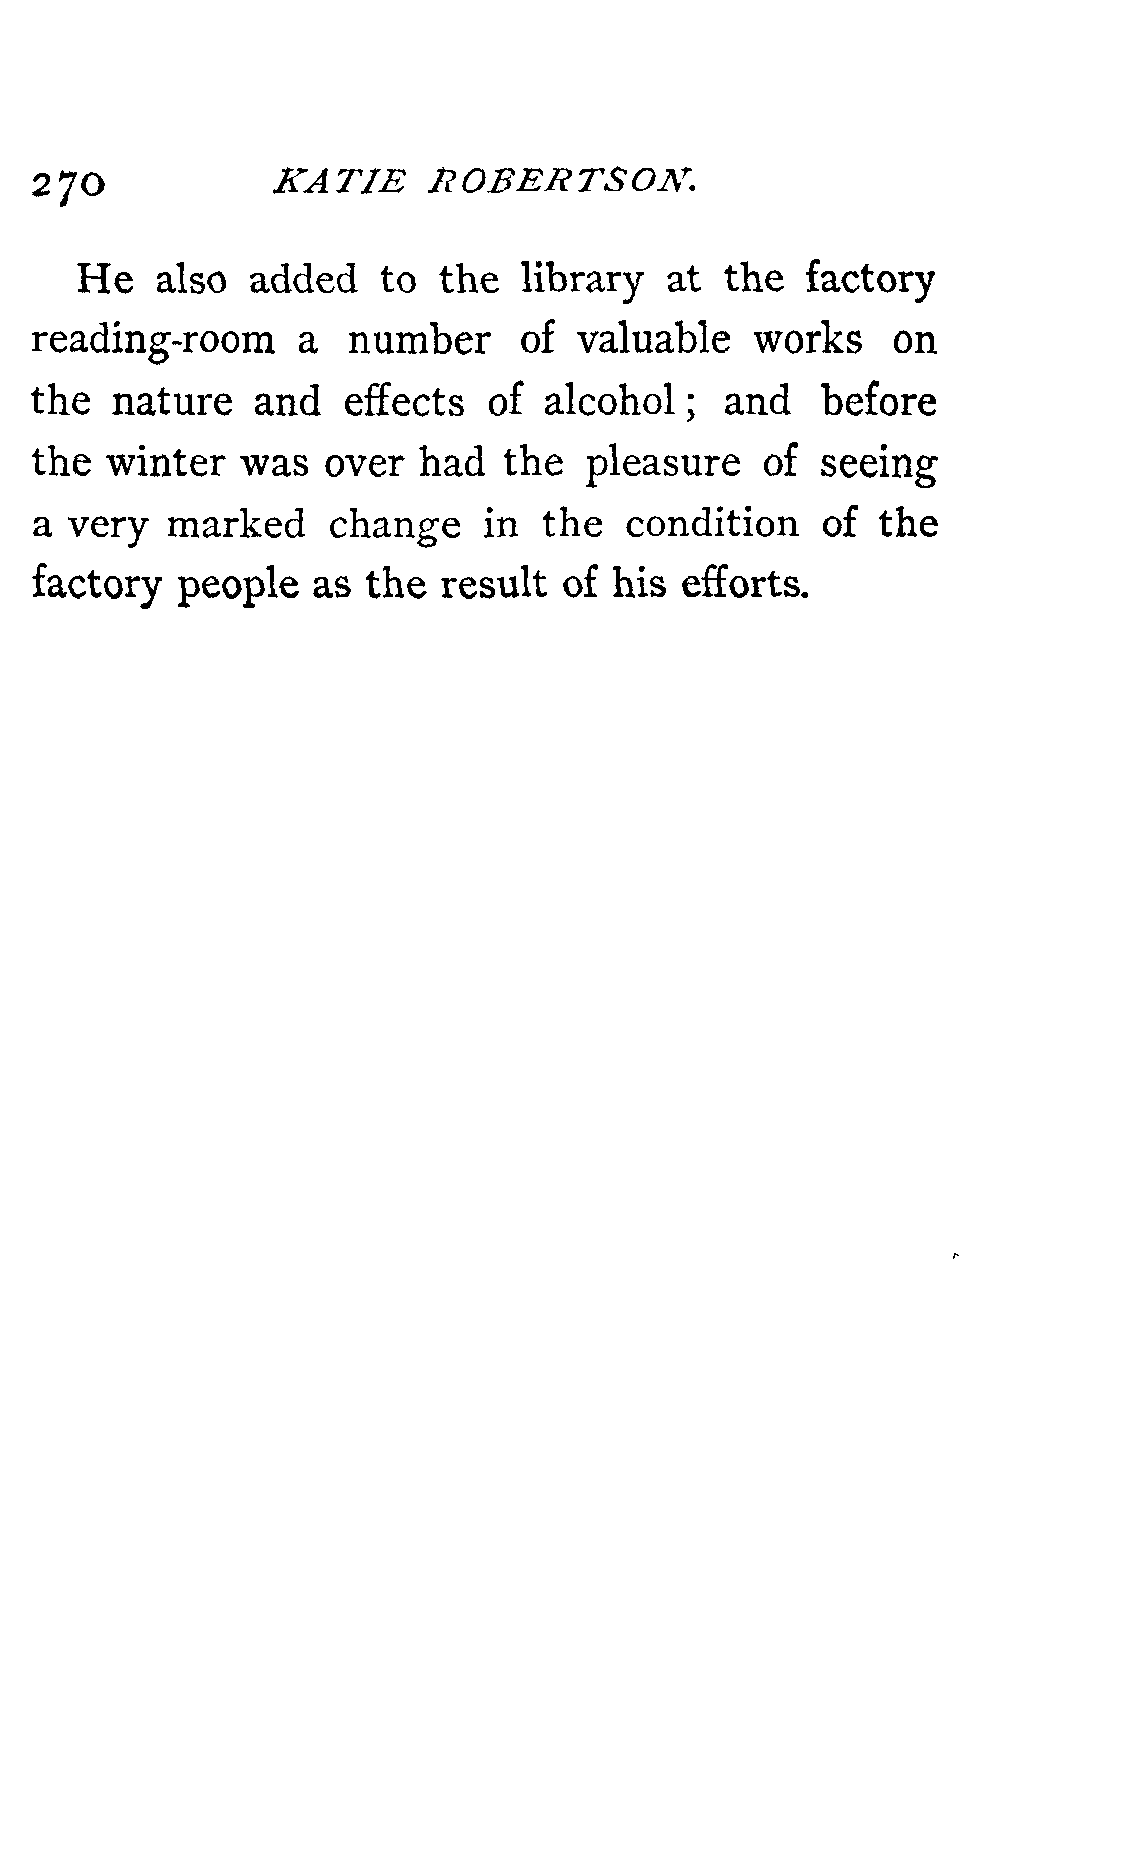 270 KATIE ROBERTSON.
He also added to the library at the factory
reading-room a number of valuable works on
the nature and effects of alcohol; and before
the winter was over had the pleasure of seeing
a very marked change in the condition of the
factory people as the result of his efforts.